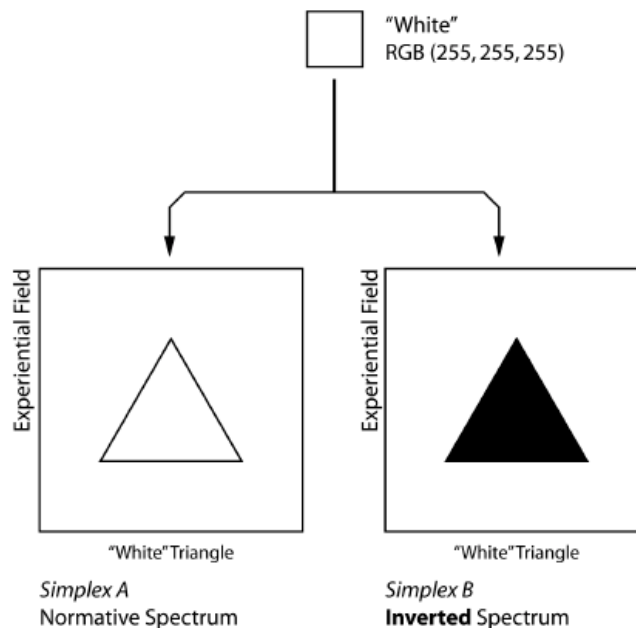 "White"
RGB (255, 255, 255)
Experiential Field
"White" Triangle
Simplex A
Normative Spectrum
Experiential Field
"White" Triangle
Simplex B
Inverted Spectrum